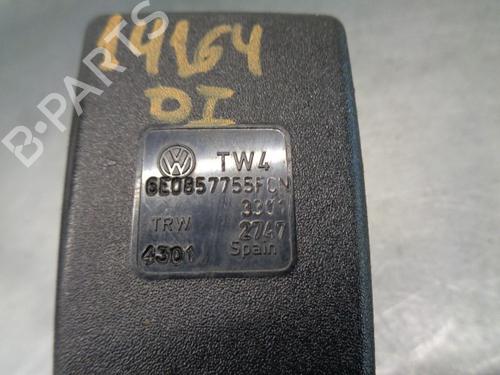 14164
DI
B-PARTS
TW4
6E0857755FCN
3301
TRW 2747
4301 Spain